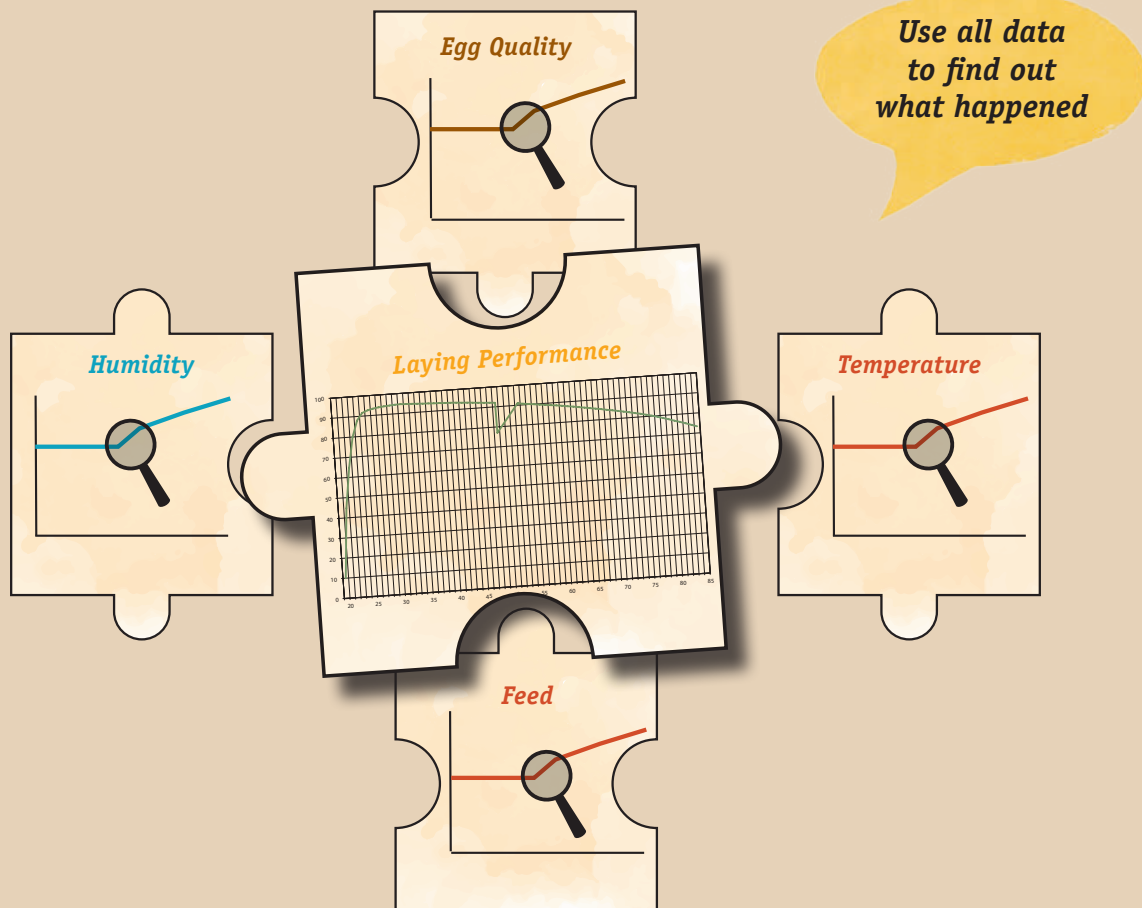 Use all data
to find out
what happened
Egg Quality
Humidity
Laying Performance
Temperature
100
90
80
70
60
50
40
30
20
10
0
20 25 30 35 40 45 55 60 65 70 75 80 85
Feed